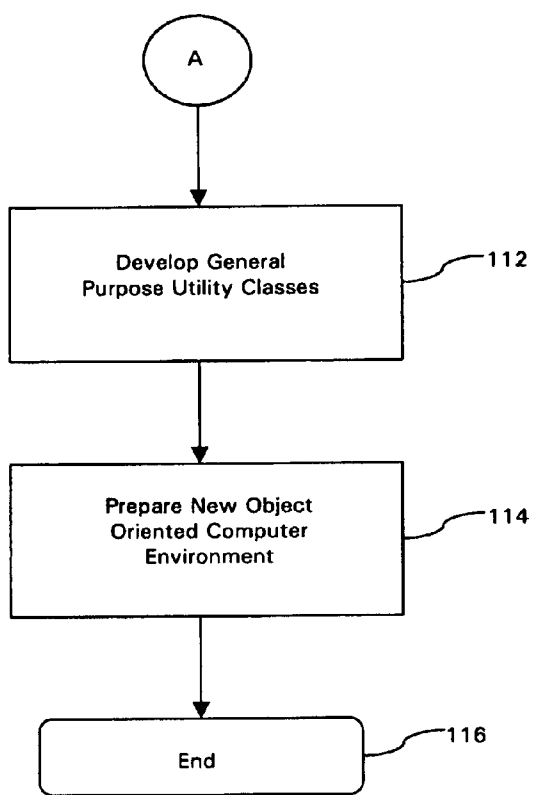 A
Develop General
Purpose Utility Classes
112
Prepare New Object
Oriented Computer
Environment
114
End
116